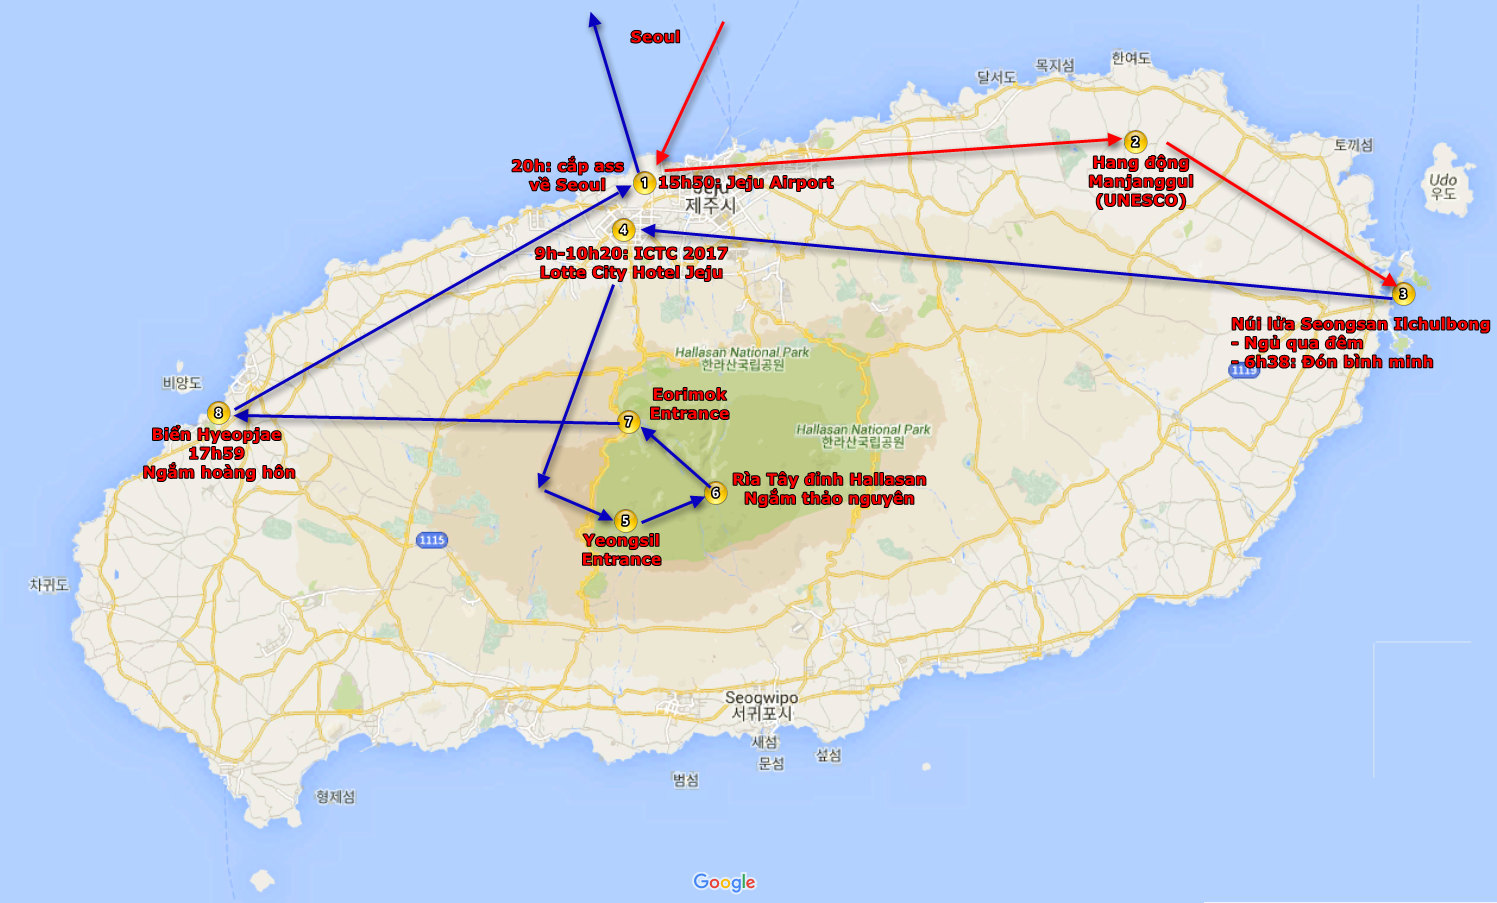 Seoul
한여도
목지섬
달서도
토끼섬
Udo
우도
20h: cắp ass
về Seoul
1
15h50: Jeju Airport
Jeju
제주시
2
Hang động
Manjanggul
(UNESCO)
4
9h-10h20: ICTC 2017
Lotte City Hotel Jeju
3
Núi lửa Seongsan Ilchulbong
- Ngủ qua đêm
- 6h38: Đón bình minh
1119
Hallasan National Park
한라산국립공원
비양도
8
Biển Hyeopjae
17h59
Ngắm hoàng hôn
7
Eorimok
Entrance
Hallasan National Park
한라산국립공원
6
Rìa Tây đỉnh Hallasan
Ngắm thảo nguyên
5
Yeongsil
Entrance
1115
차귀도
Seogwipo
서귀포시
새섬
문섬
섶섬
범섬
형제섬
Google